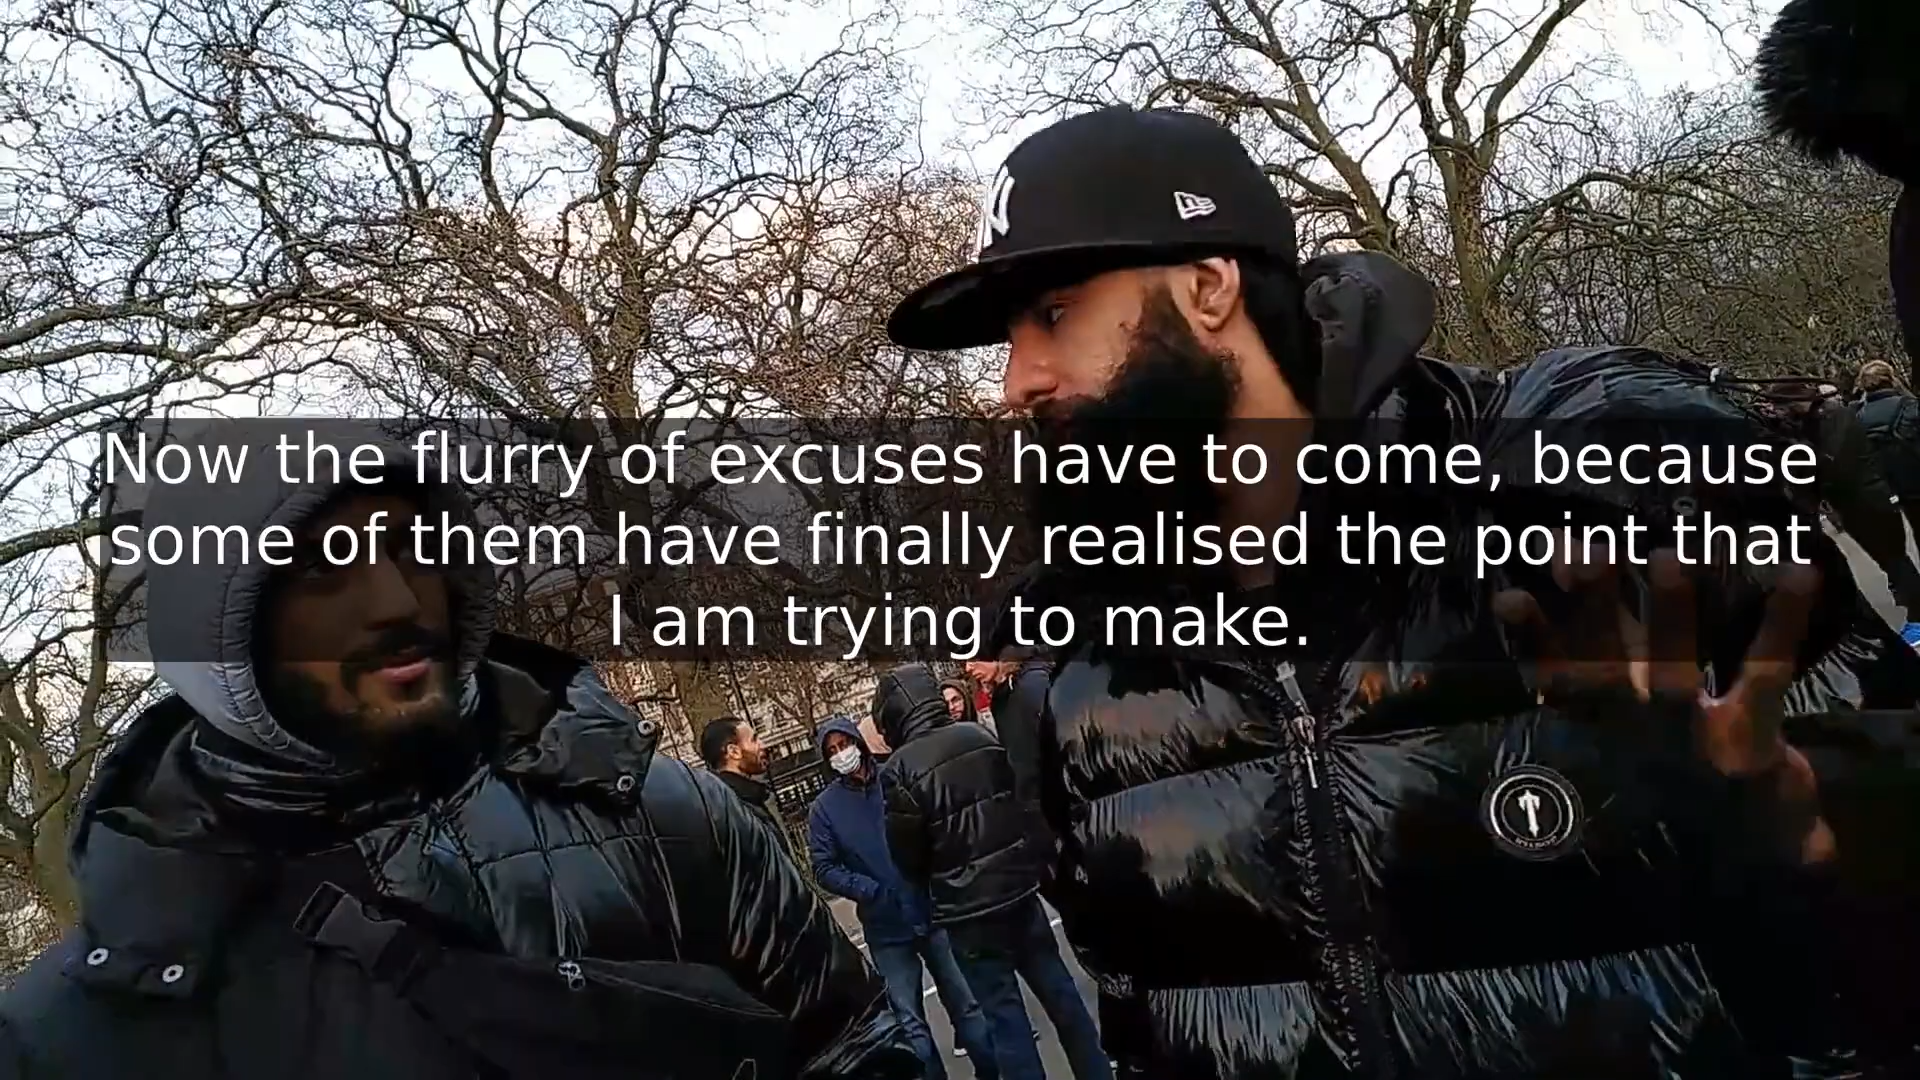 NY
Now the flurry of excuses have to come, because
some of them have finally realised the point that
I am trying to make.